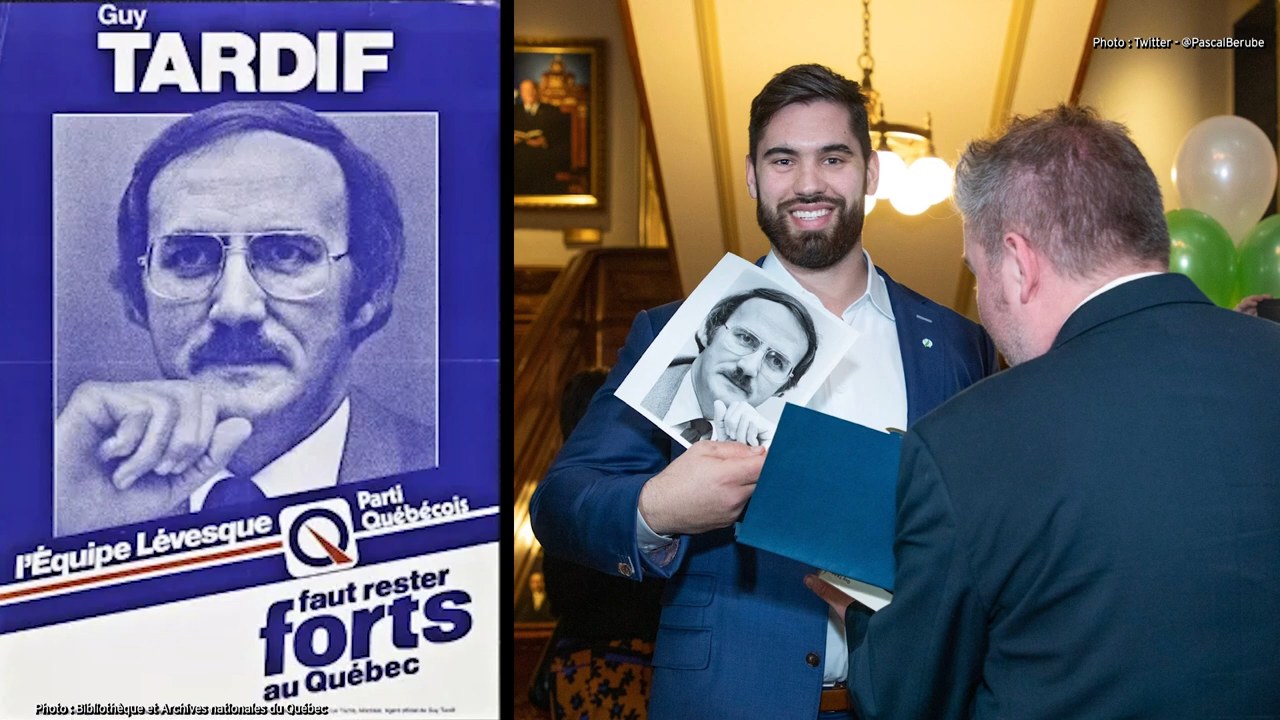 Guy
TARDIF
l'Équipe Lévesque
Parti
Québécois
faut rester
forts
au Québec
Photo : Bibliothèque et Archives nationales du Québec
Photo : Twitter - @PascalBerube